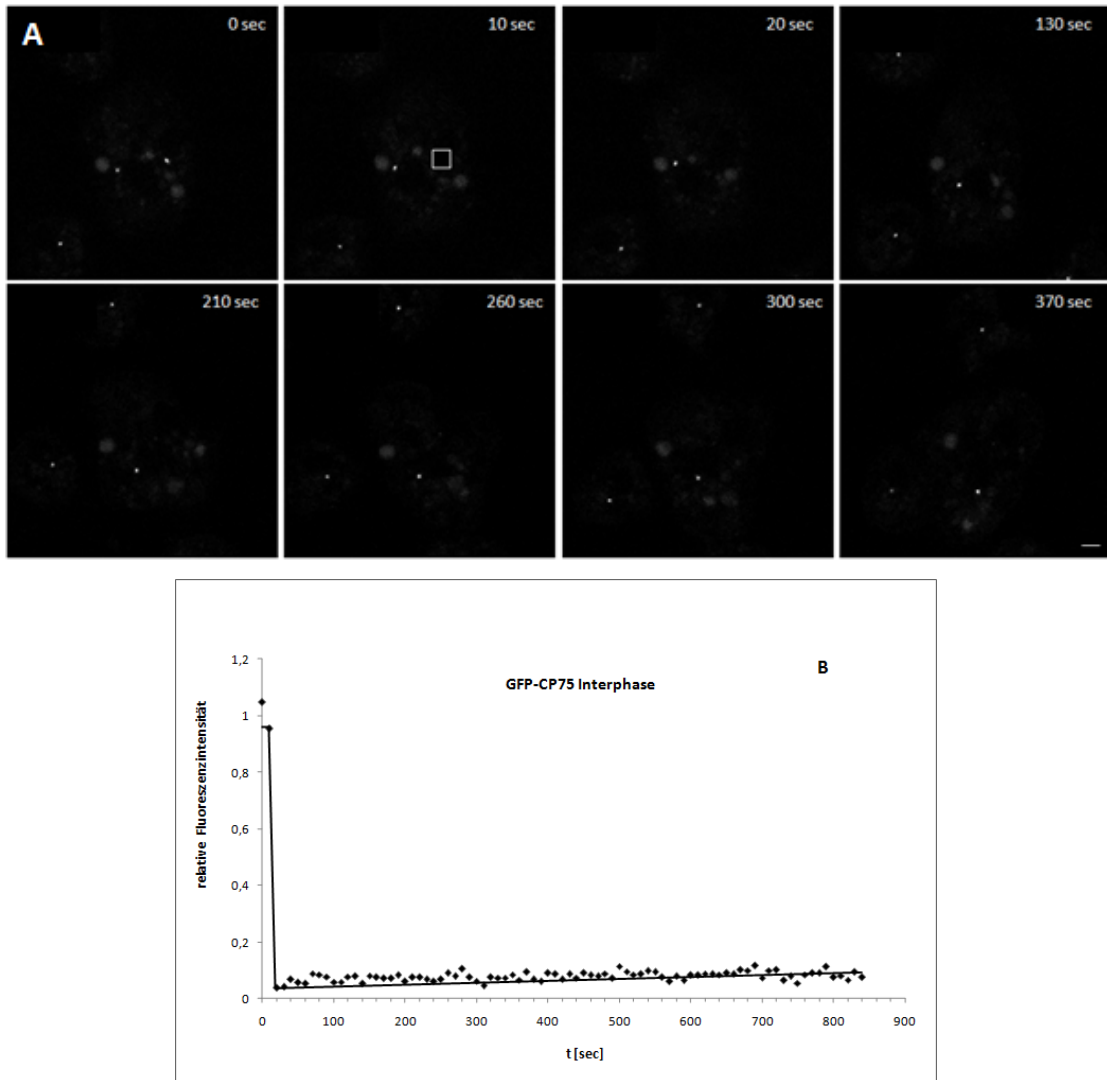 A
0 sec
10 sec
20 sec
130 sec
210 sec
260 sec
300 sec
370 sec
B
GFP-CP75 Interphase
relative Fluoreszenzintensität
1,2
1
0,8
0,6
0,4
0,2
0
0 100 200 300 400 500 600 700 800 900
t [sec]